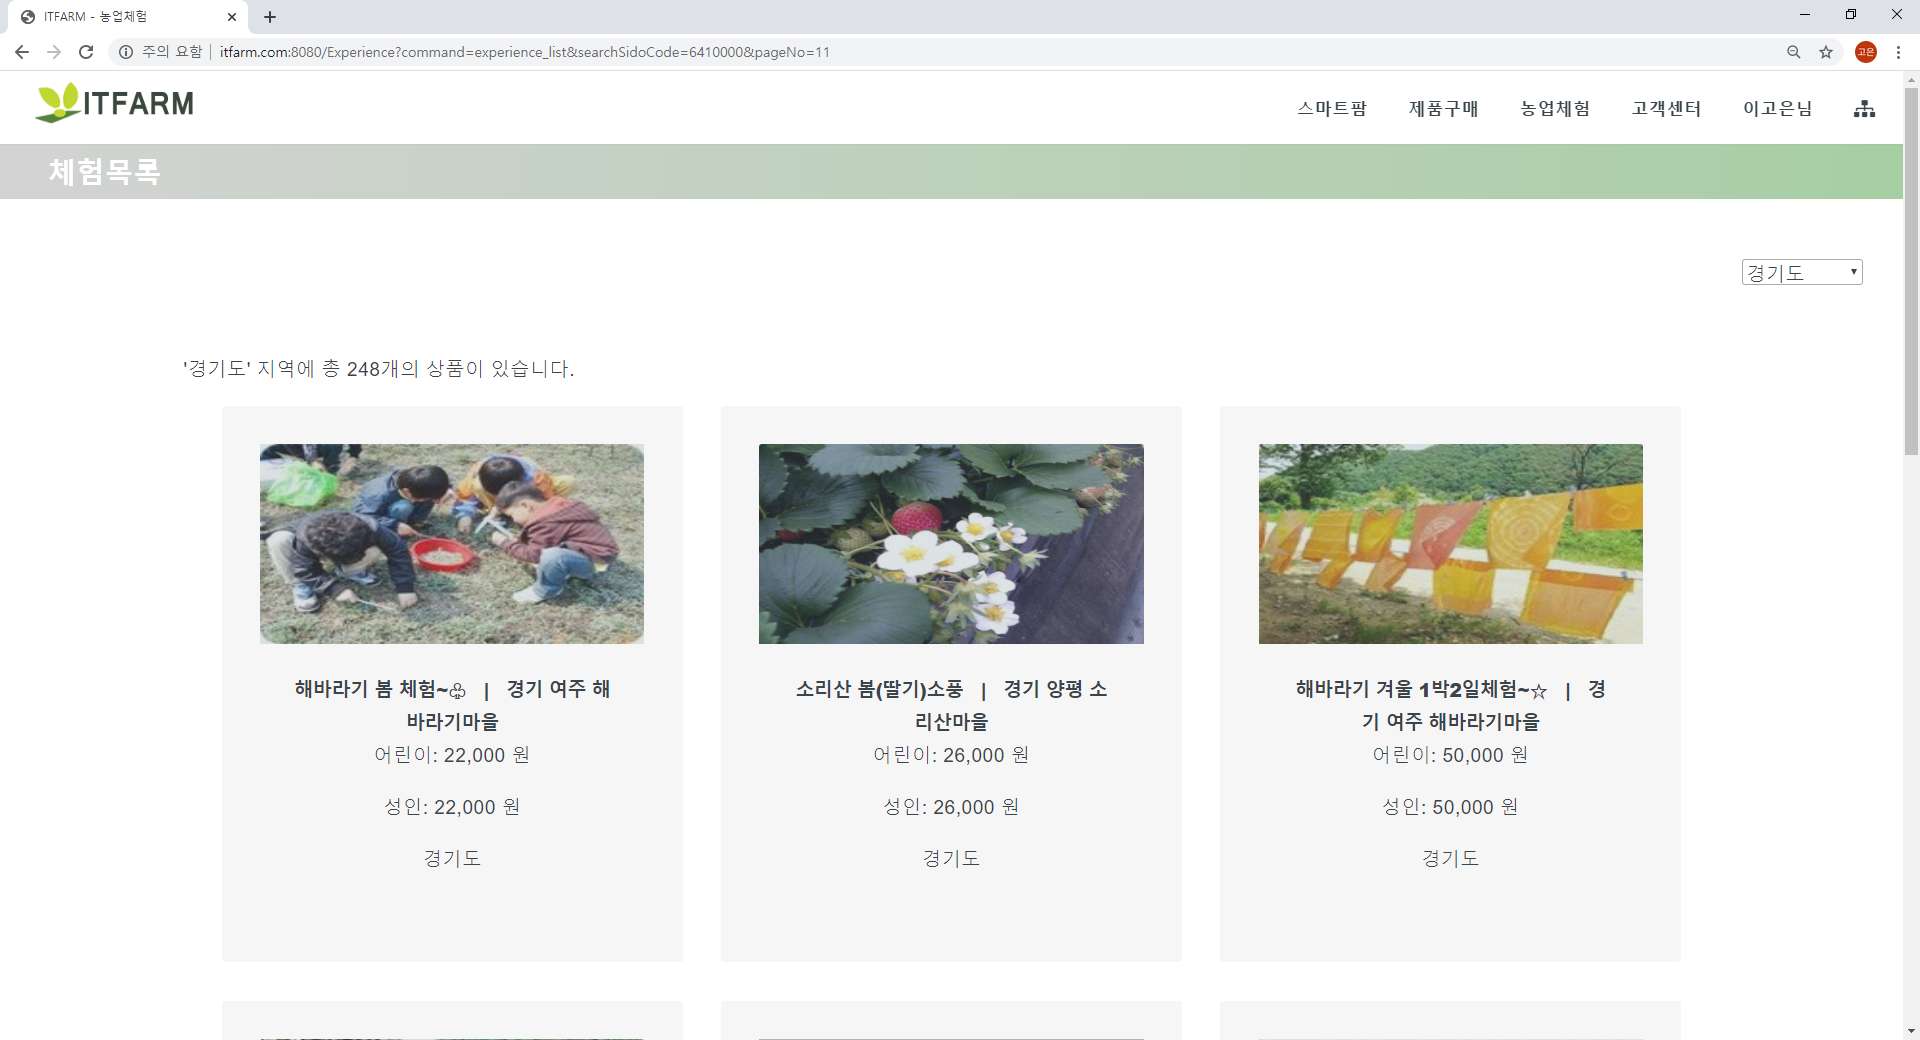 ITFARM - 농업체험
주의 요함 itfarm.com:8080/Experience?command=experience_list&searchSidoCode=6410000&pageNo=11
고은
ITFARM
스마트팜 제품구매 농업체험 고객센터 이고은님
체험목록
경기도
'경기도' 지역에 총 248개의 상품이 있습니다.
해바라기 봄 체험~♧ | 경기 여주 해
바라기마을
어린이: 22,000 원
성인: 22,000 원
경기도
소리산 봄(딸기)소풍 | 경기 양평 소
리산마을
어린이: 26,000 원
성인: 26,000 원
경기도
해바라기 겨울 1박2일체험~☆ | 경
기 여주 해바라기마을
어린이: 50,000 원
성인: 50,000 원
경기도